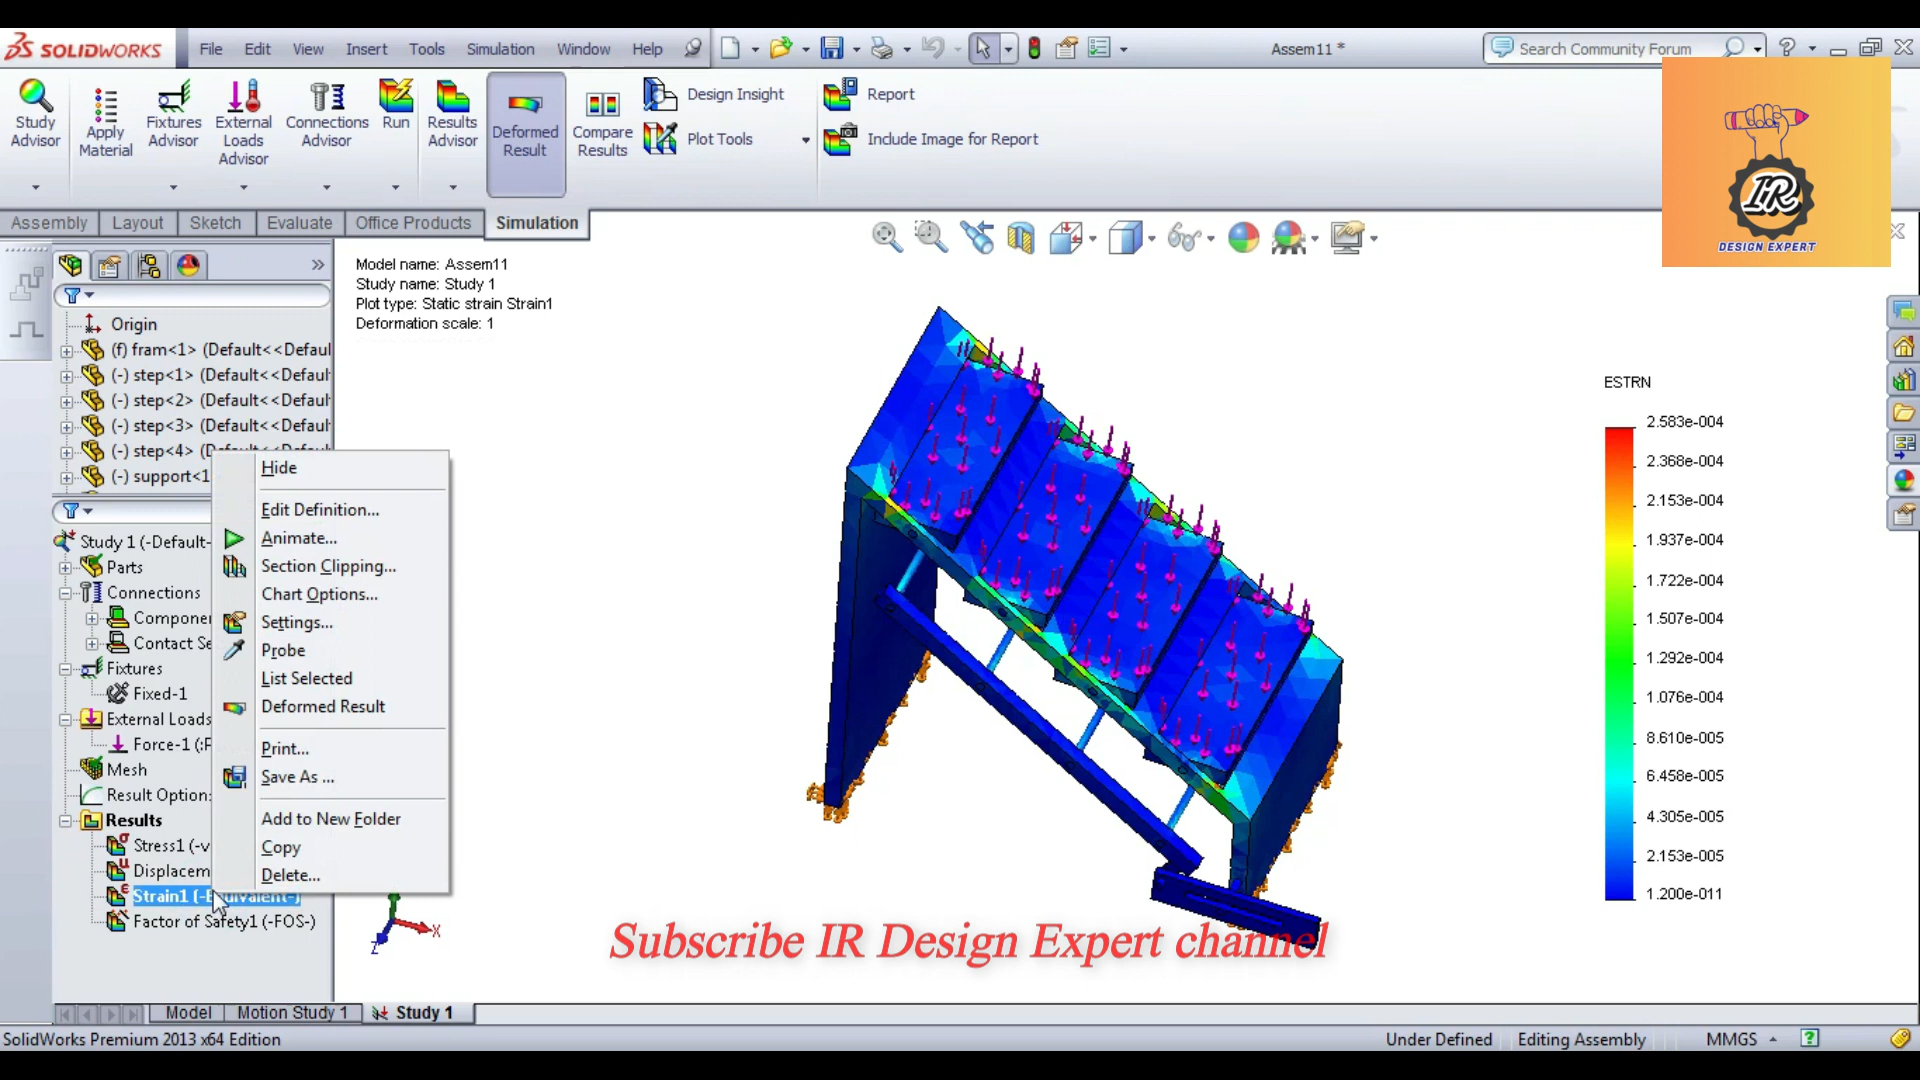 SOLIDWORKS File Edit View Insert Tools Simulation Window Help Assem11 * Search Community Forum
Study Advisor
Apply Material
Fixtures Advisor
External Loads Advisor
Connections Advisor
Run
Results Advisor
Deformed Result
Compare Results
Design Insight
Plot Tools
Report
Include Image for Report
IR
DESIGN EXPERT
Assembly Layout Sketch Evaluate Office Products Simulation
Model name: Assem11
Study name: Study 1
Plot type: Static strain Strain1
Deformation scale: 1
Origin
(f) fram<1> (Default<<Defaul
(-) step<1> (Default<<Defaul
(-) step<2> (Default<<Defaul
(-) step<3> (Default<<Defaul
(-) step<4> (Default<<Defaul
(-) support<1
Study 1 (-Default-
Parts
Connections
Componen
Contact Se
Fixtures
Fixed-1
External Loads
Force-1 (:P
Mesh
Result Option:
Results
Stress1 (-v
Displacem
Strain1 (-Equivalent-)
Factor of Safety1 (-FOS-)
Hide
Edit Definition...
Animate...
Section Clipping...
Chart Options...
Settings...
Probe
List Selected
Deformed Result
Print...
Save As ...
Add to New Folder
Copy
Delete...
ESTRN
2.583e-004
2.368e-004
2.153e-004
1.937e-004
1.722e-004
1.507e-004
1.292e-004
1.076e-004
8.610e-005
6.458e-005
4.305e-005
2.153e-005
1.200e-011
X
Z
Subscribe IR Design Expert channel
Model Motion Study 1 Study 1
SolidWorks Premium 2013 x64 Edition Under Defined Editing Assembly MMGS